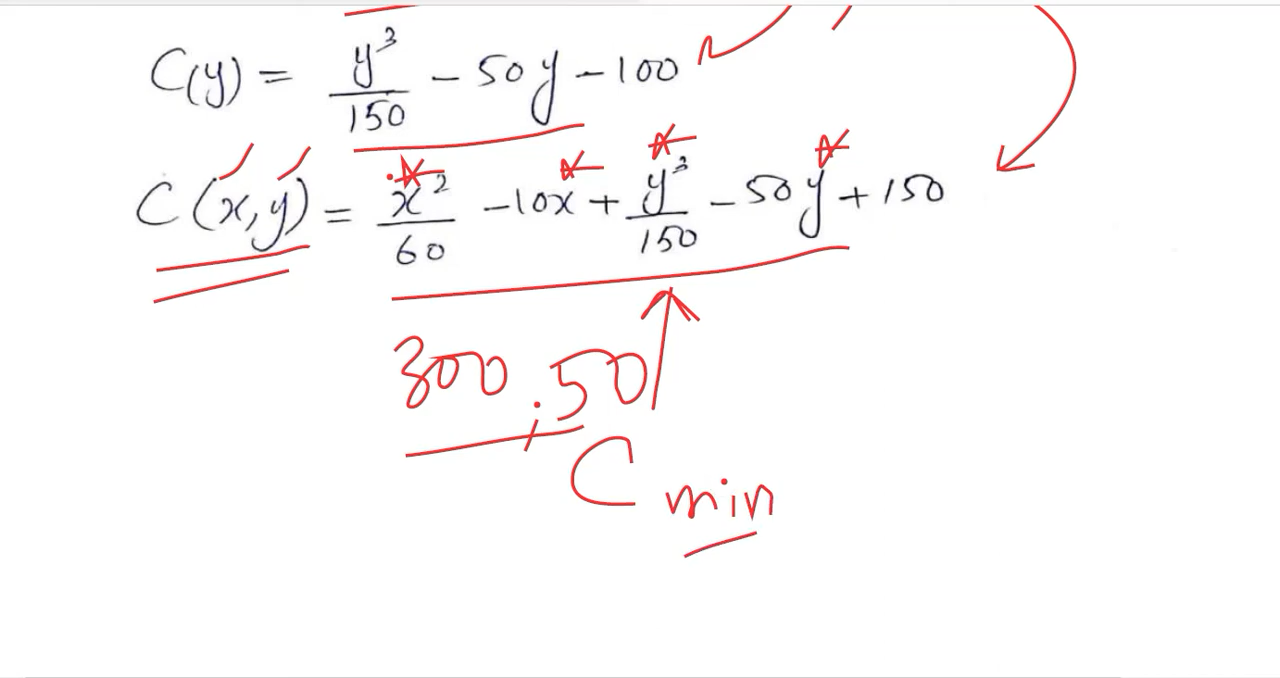 C(y) = y³/150 - 50y - 100
C(x,y) = x²/60 - 10x + y³/150 - 50y + 150
300, 50
C min